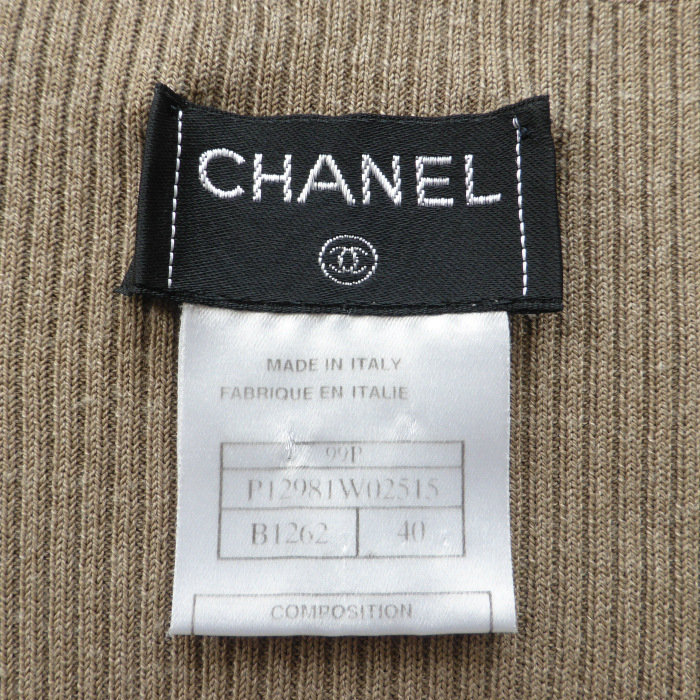 CHANEL
MADE IN ITALY
FABRIQUE EN ITALIE
99P
P12981W02515
B1262 40
COMPOSITION